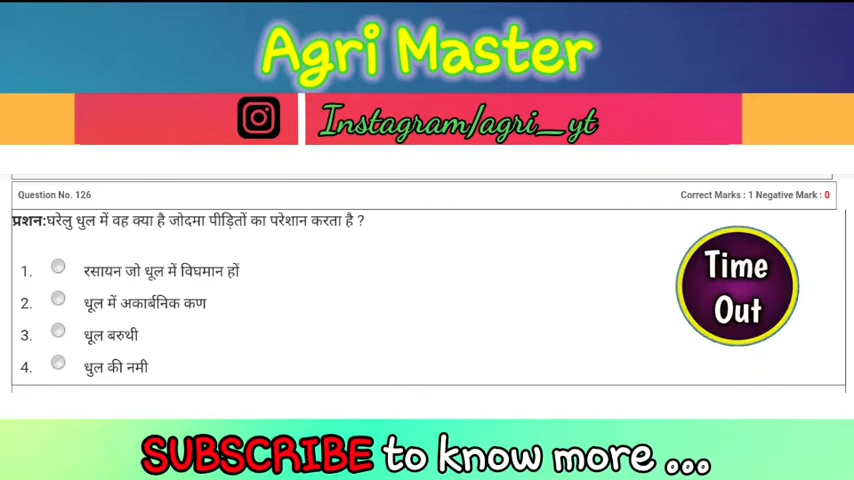 Agri Master
Instagram/agri_yt
Question No. 126
Correct Marks : 1 Negative Mark : 0
प्रशन:घरेलु धुल में वह क्या है जोदमा पीड़ितों का परेशान करता है ?
1. रसायन जो धूल में विघमान हों
2. धूल में अकार्बनिक कण
3. धूल बरुथी
4. धुल की नमी
Time
Out
SUBSCRIBE to know more ...